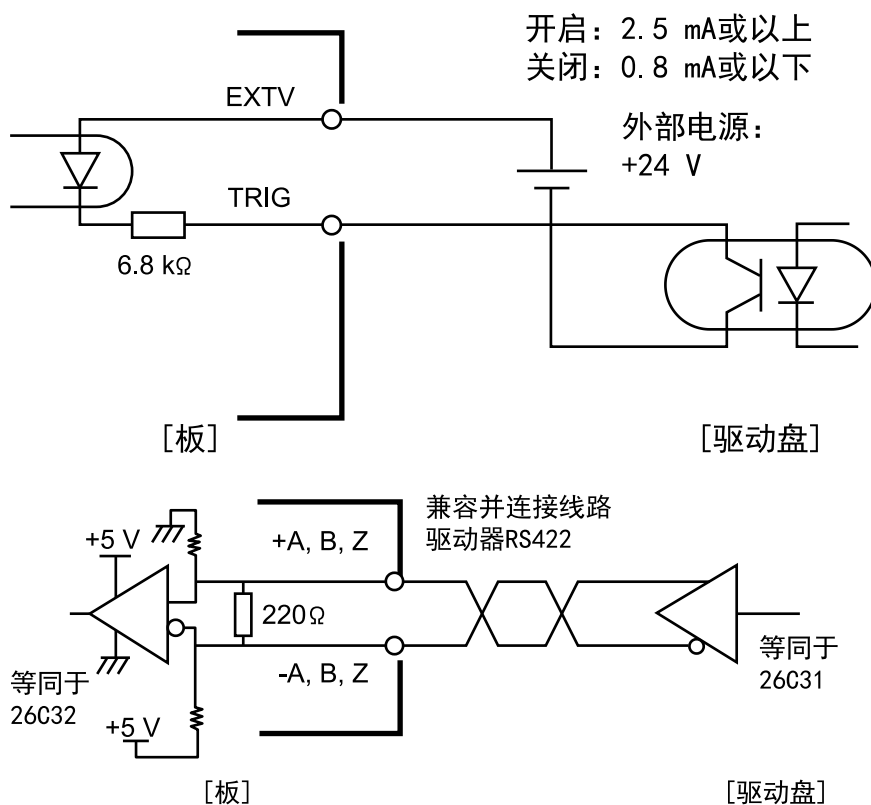 开启：2.5 mA或以上
关闭：0.8 mA或以下
EXTV
外部电源：
+24 V
TRIG
6.8 kΩ
[板]
[驱动盘]
兼容并连接线路
驱动器RS422
+5 V
+A, B, Z
220Ω
等同于
26C31
等同于
26C32
-A, B, Z
+5 V
[板]
[驱动盘]